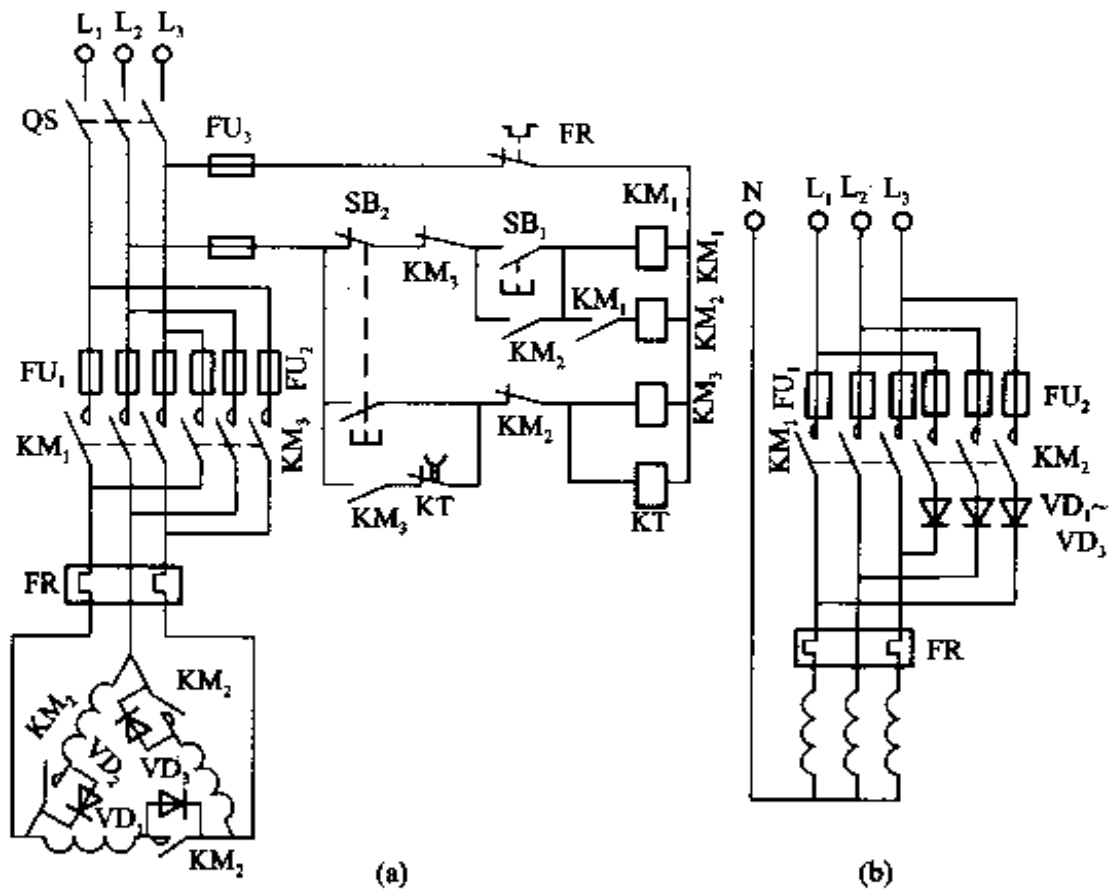 L₁ L₂ L₃
QS
FU₃
FR
SB₂
KM₃
SB₁
KM₁
KM₁
KM₂
KM₁
KM₂
FU₁
FU₂
KM₁
KM₃
KM₂
KM₃
KM₃
KT
KT
FR
KM₂
KM₂
VD₂
VD₃
VD₁
KM₂
(a)
N L₁ L₂ L₃
FU₁
FU₂
KM₁
KM₂
VD₁~
VD₃
FR
(b)